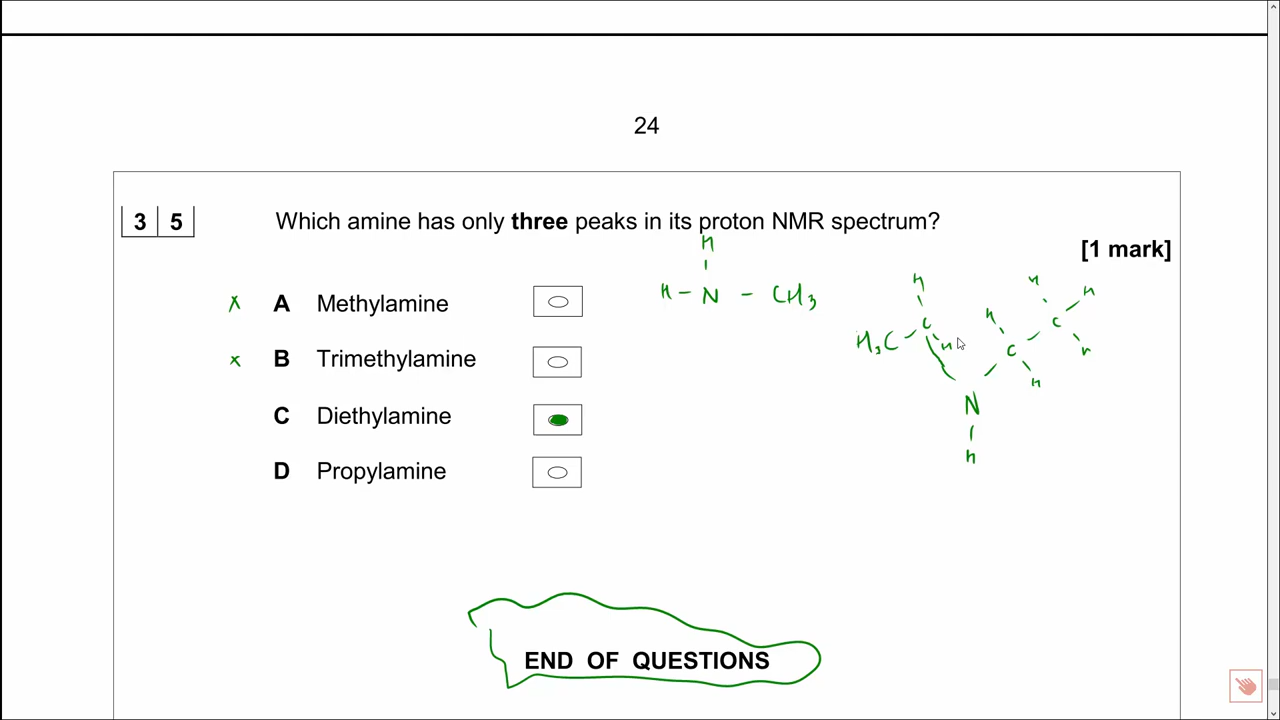 24
3 5 Which amine has only three peaks in its proton NMR spectrum?
[1 mark]
x A Methylamine
x B Trimethylamine
C Diethylamine
D Propylamine
H
H - N - CH3
H
H3C C H
H C H
H C H H
N
H
END OF QUESTIONS